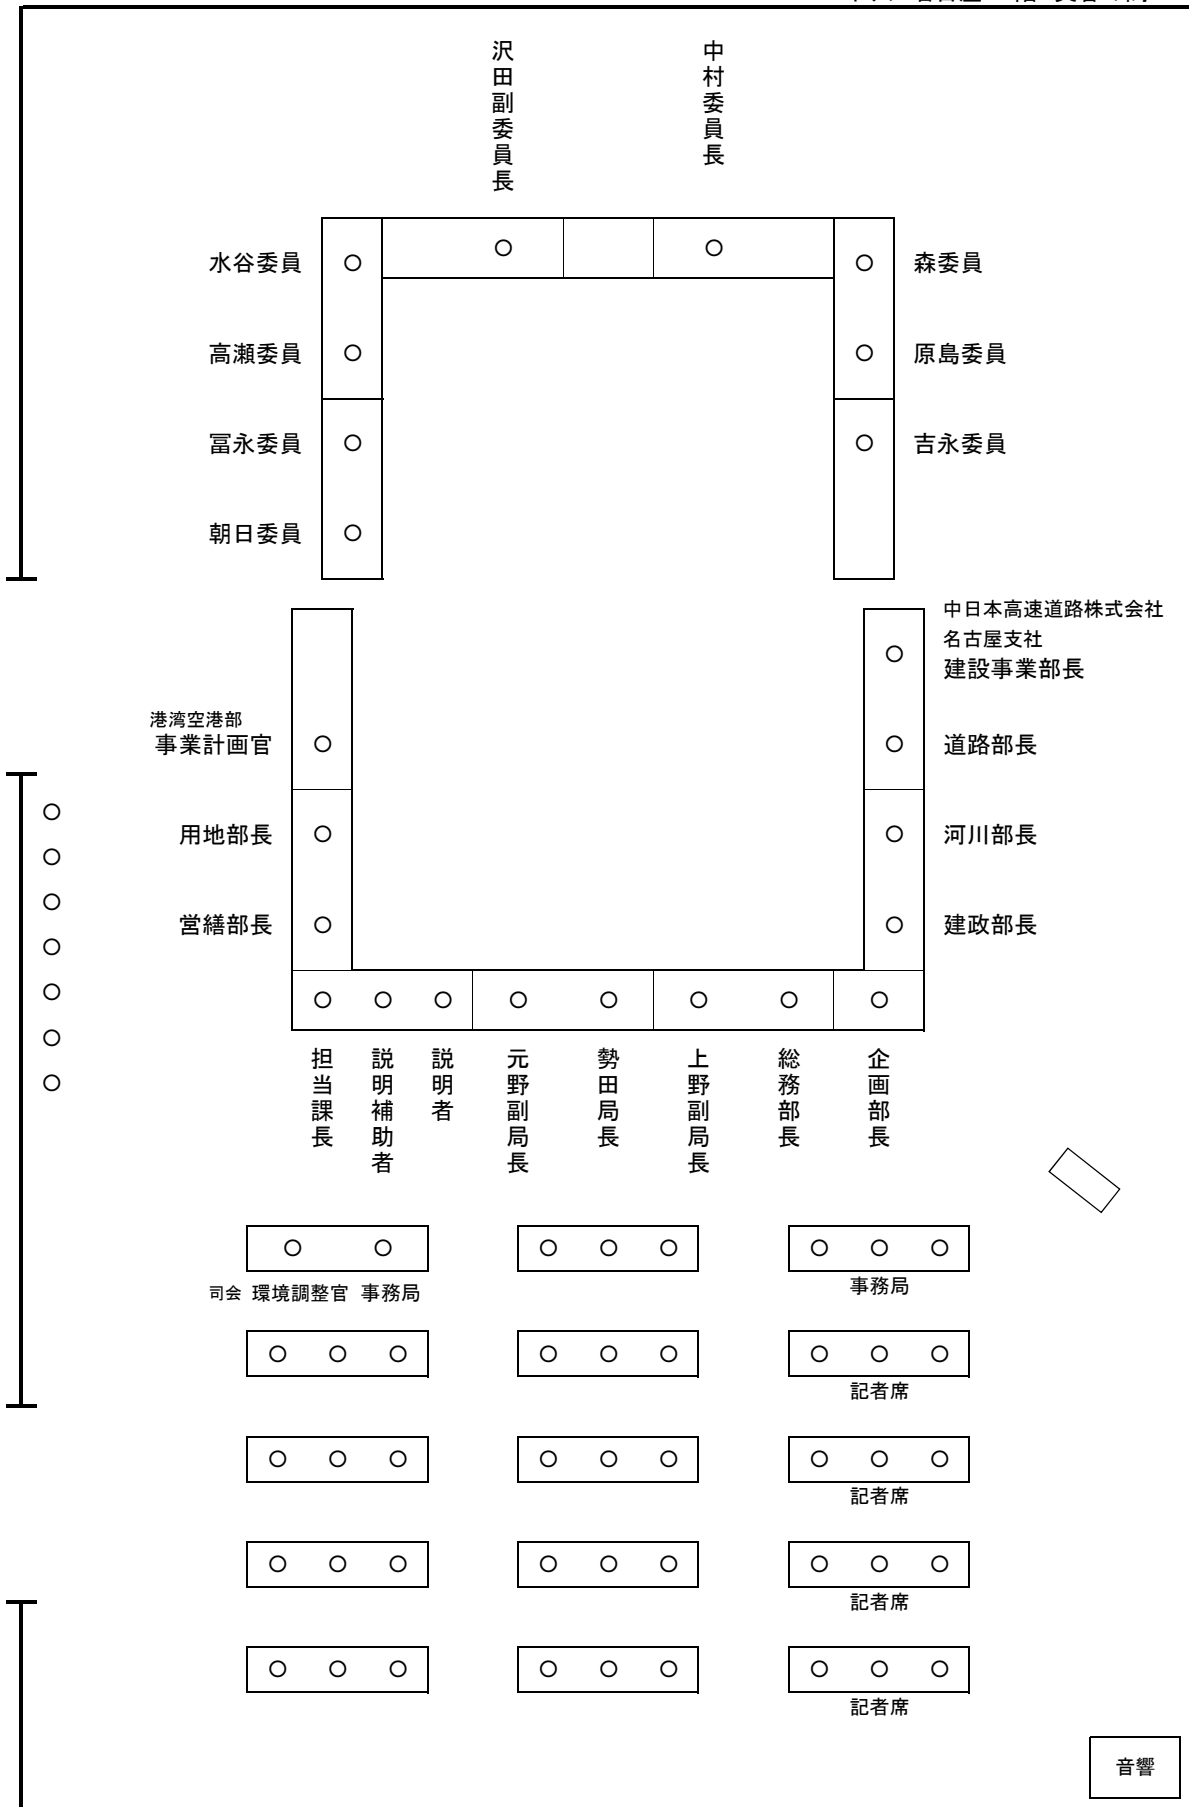 沢田副委員長
中村委員長
水谷委員
森委員
高瀬委員
原島委員
冨永委員
吉永委員
朝日委員
中日本高速道路株式会社
名古屋支社
建設事業部長
港湾空港部
事業計画官
道路部長
用地部長
河川部長
営繕部長
建政部長
担当課長
説明補助者
説明者
元野副局長
勢田局長
上野副局長
総務部長
企画部長
司会 環境調整官 事務局
事務局
記者席
記者席
記者席
記者席
音響